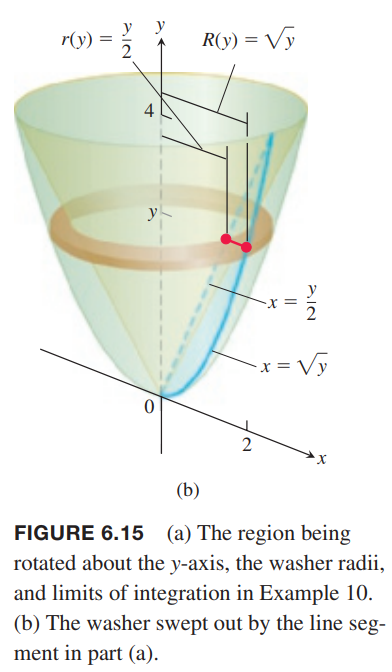 r(y) = y/2
y
R(y) = √y
4
y
x = y/2
x = √y
0
2
x
(b)
FIGURE 6.15 (a) The region being
rotated about the y-axis, the washer radii,
and limits of integration in Example 10.
(b) The washer swept out by the line seg-
ment in part (a).